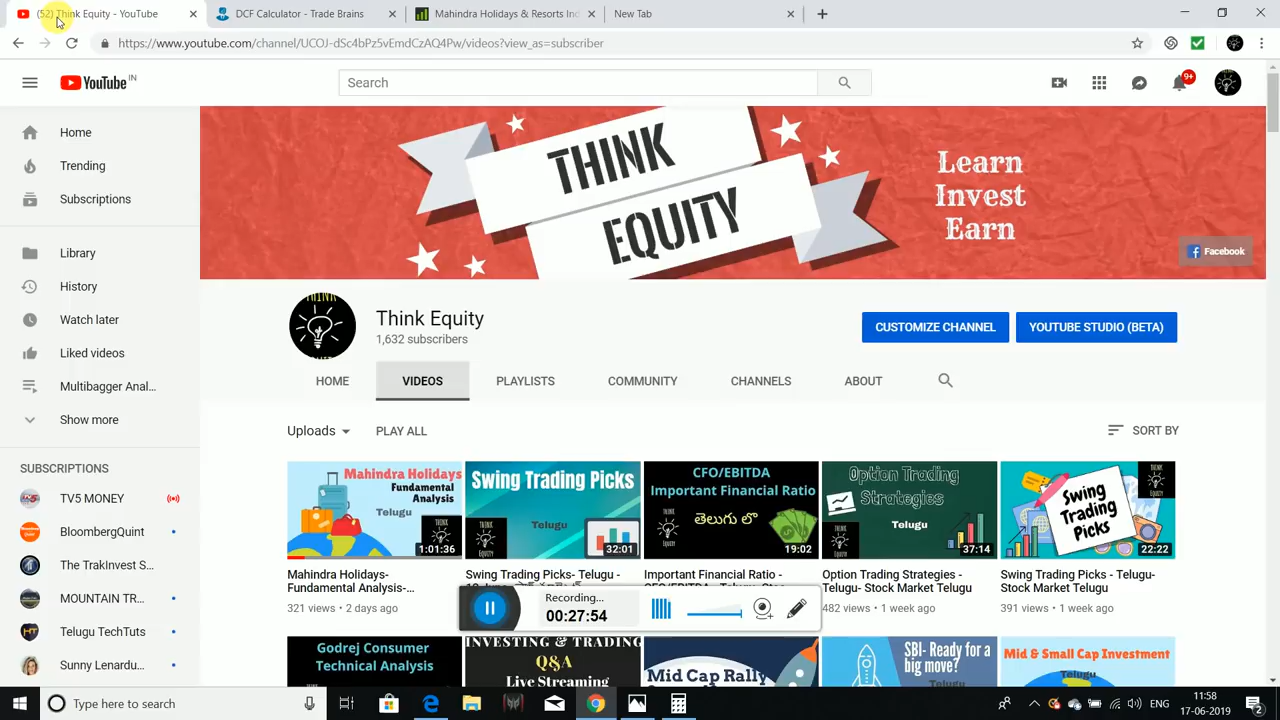 (52) Think Equity - YouTube
DCF Calculator - Trade Brains
Mahindra Holidays & Resorts Ind
New Tab
https://www.youtube.com/channel/UCOJ-dSc4bPz5vEmdCzAQ4Pw/videos?view_as=subscriber
YouTube IN
Search
9+
Home
Trending
Subscriptions
Library
History
Watch later
Liked videos
Multibagger Anal...
Show more
SUBSCRIPTIONS
TV5 MONEY
BloombergQuint
The TrakInvest S...
MOUNTAIN TR...
Telugu TechTuts
Sunny Lenardu...
THINK
EQUITY
Learn
Invest
Earn
Facebook
Think Equity
1,632 subscribers
CUSTOMIZE CHANNEL
YOUTUBE STUDIO (BETA)
HOME
VIDEOS
PLAYLISTS
COMMUNITY
CHANNELS
ABOUT
Uploads
PLAY ALL
SORT BY
Mahindra Holidays
Fundamental
Analysis
Telugu
1:01:36
Swing Trading Picks
Telugu
32:01
CFO/EBITDA
Important Financial Ratio
తెలుగు లో
19:02
Option Trading
Strategies
Telugu
37:14
Swing
Trading
Picks
22:22
Mahindra Holidays-
Fundamental Analysis-...
321 views • 2 days ago
Swing Trading Picks- Telugu -
Important Financial Ratio -
Option Trading Strategies -
Telugu- Stock Market Telugu
482 views • 1 week ago
Swing Trading Picks - Telugu-
Stock Market Telugu
391 views • 1 week ago
Recording...
00:27:54
Godrej Consumer
Technical Analysis
INVESTING & TRADING
Q&A
Live Streaming
Mid Cap Rally
SBI- Ready for a
big move?
Telugu
Mid & Small Cap Investment
Telugu
Type here to search
ENG
11:58
17-06-2019
2